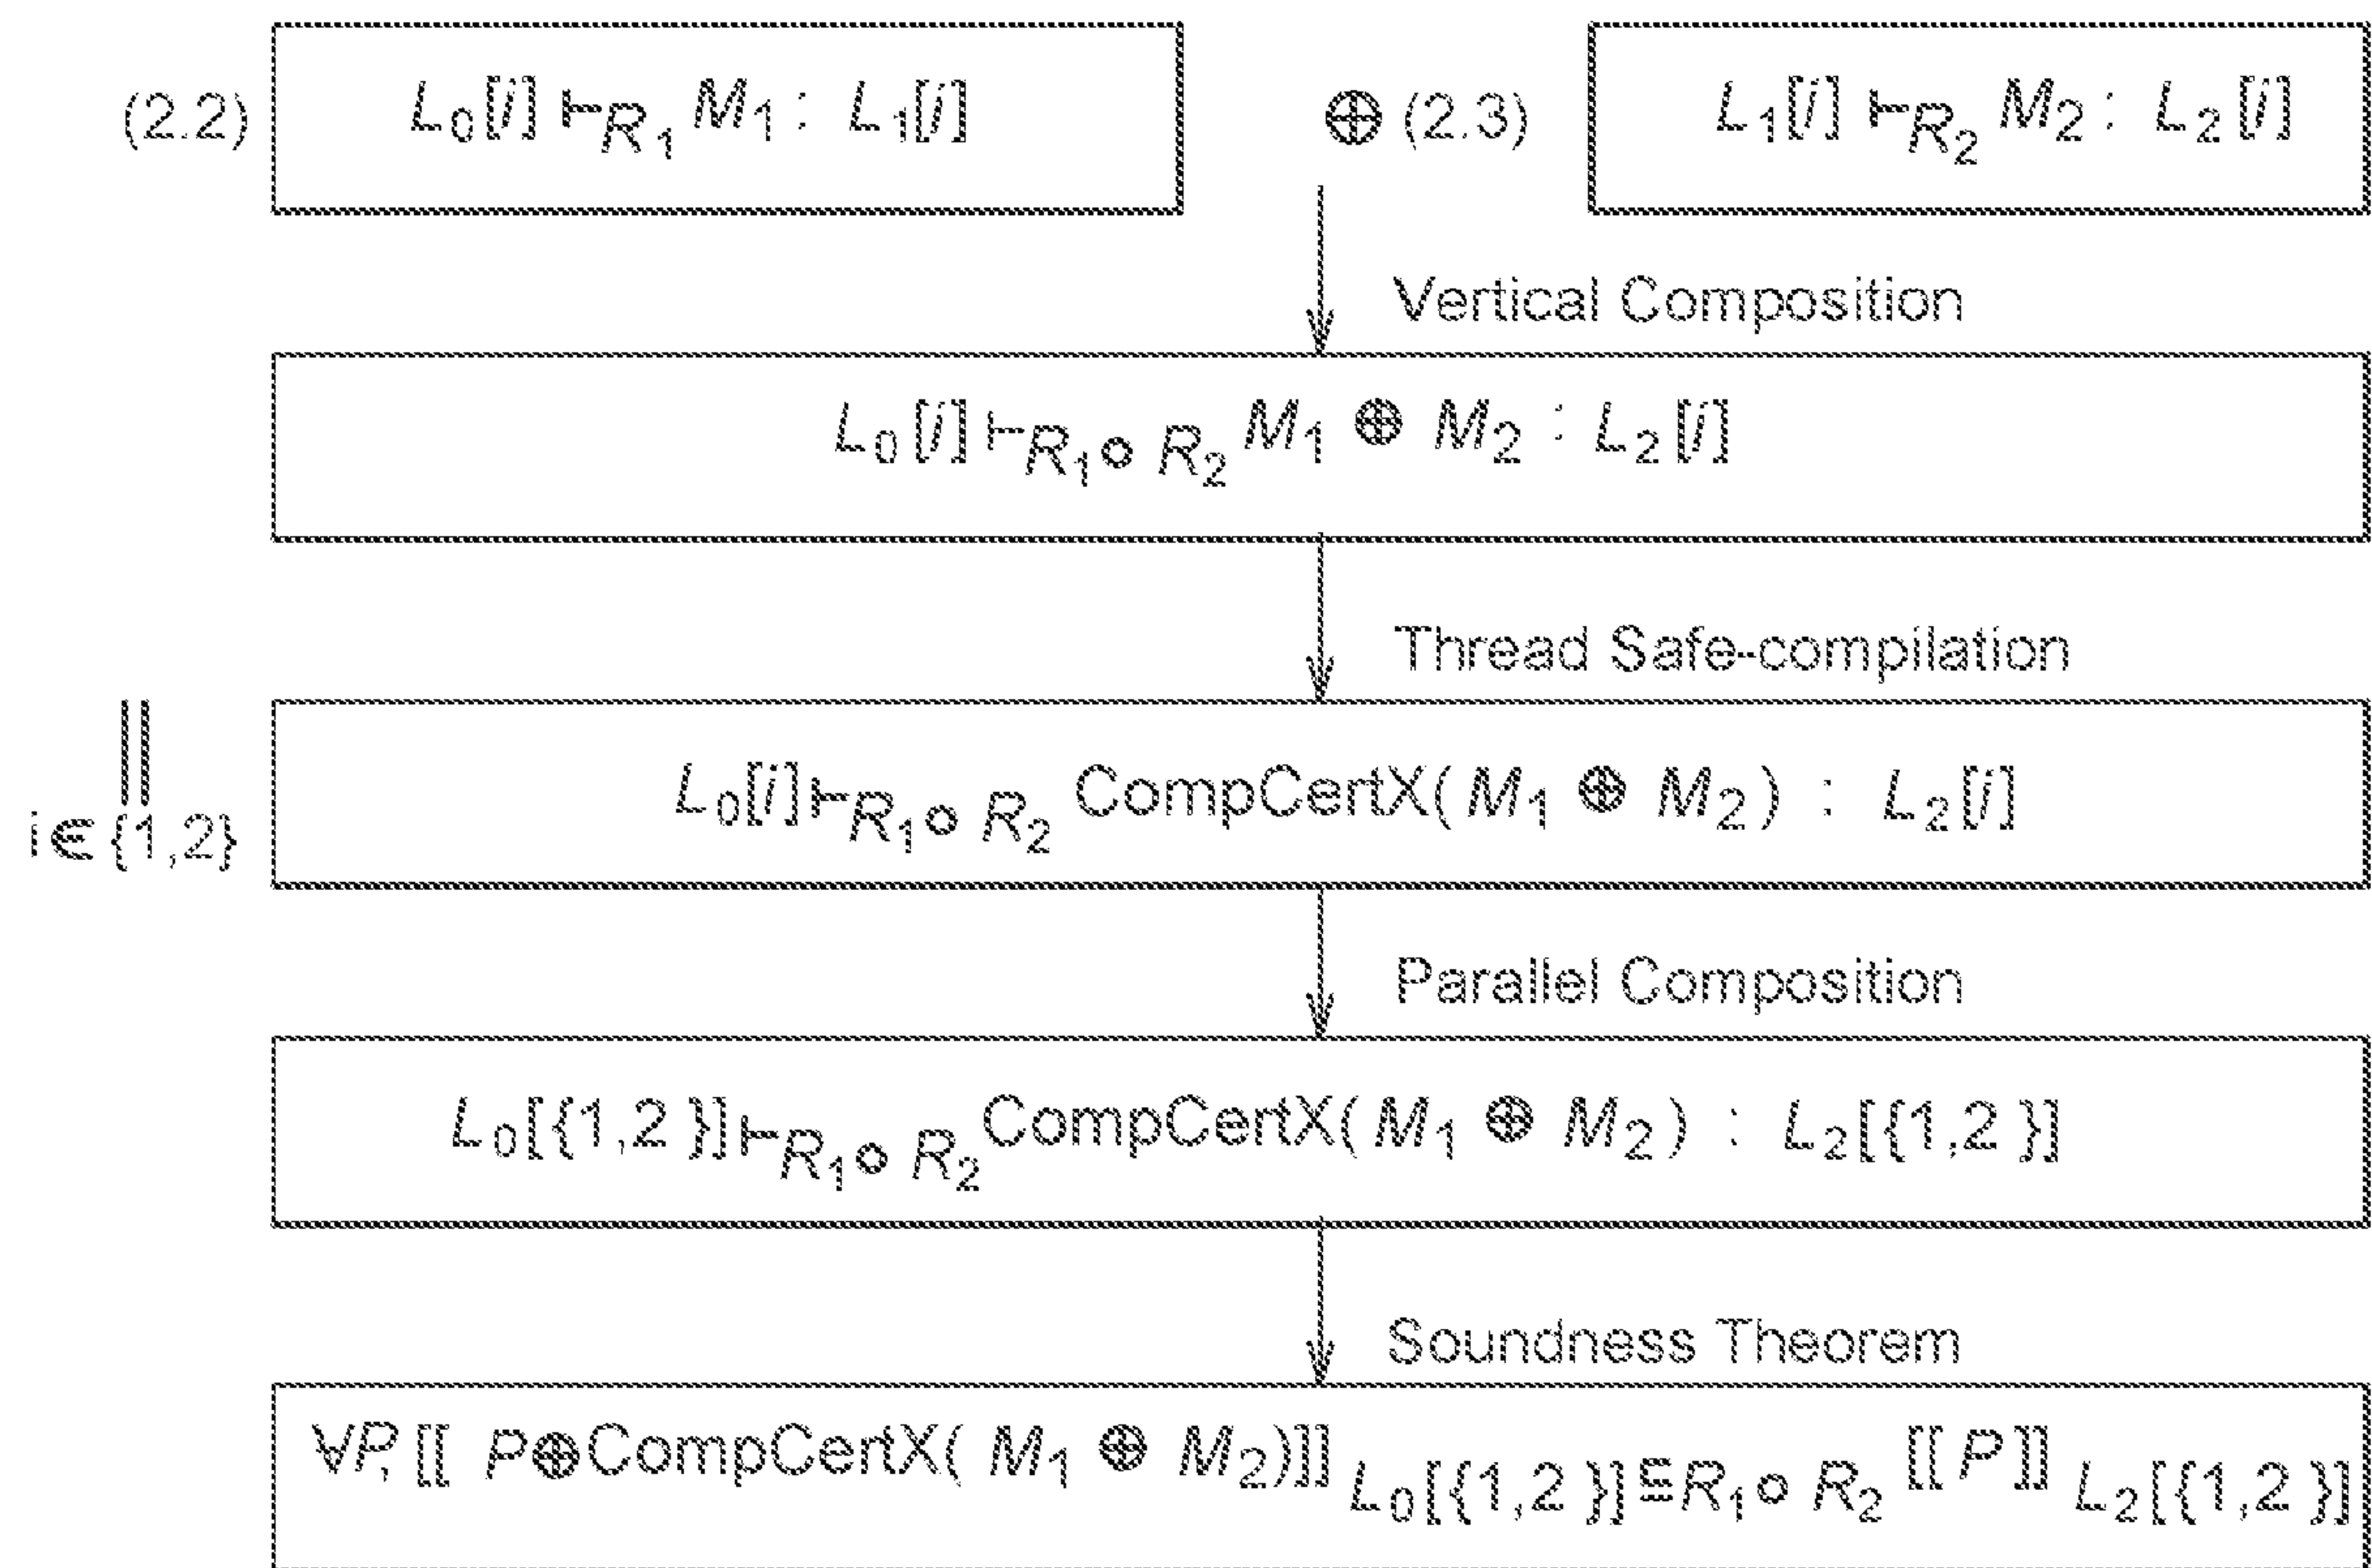 (2.2) L₀[i] ⊢R₁ M₁ : L₁[i] ⊕ (2.3) L₁[i] ⊢R₂ M₂ : L₂[i]
Vertical Composition
L₀[i] ⊢R₁∘R₂ M₁ ⊕ M₂ : L₂[i]
Thread Safe-compilation
|| i∈{1,2} L₀[i] ⊢R₁∘R₂ CompCertX( M₁ ⊕ M₂ ) : L₂[i]
Parallel Composition
L₀[{1,2 }] ⊢R₁∘R₂ CompCertX( M₁ ⊕ M₂ ) : L₂[{1,2 }]
Soundness Theorem
∀P, [[ P⊕CompCertX( M₁ ⊕ M₂)]] L₀[{1,2 }] ⊑R₁∘R₂ [[ P ]] L₂[{1,2 }]